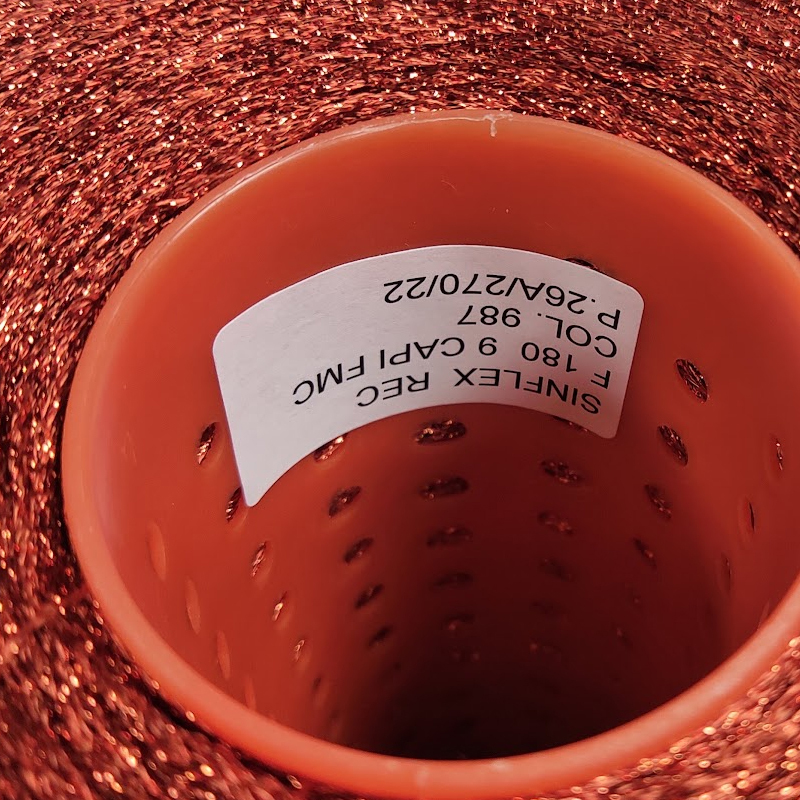 SINFLEX REC
F 180 9 CAPI FMC
COL. 987
P.26A/270/22